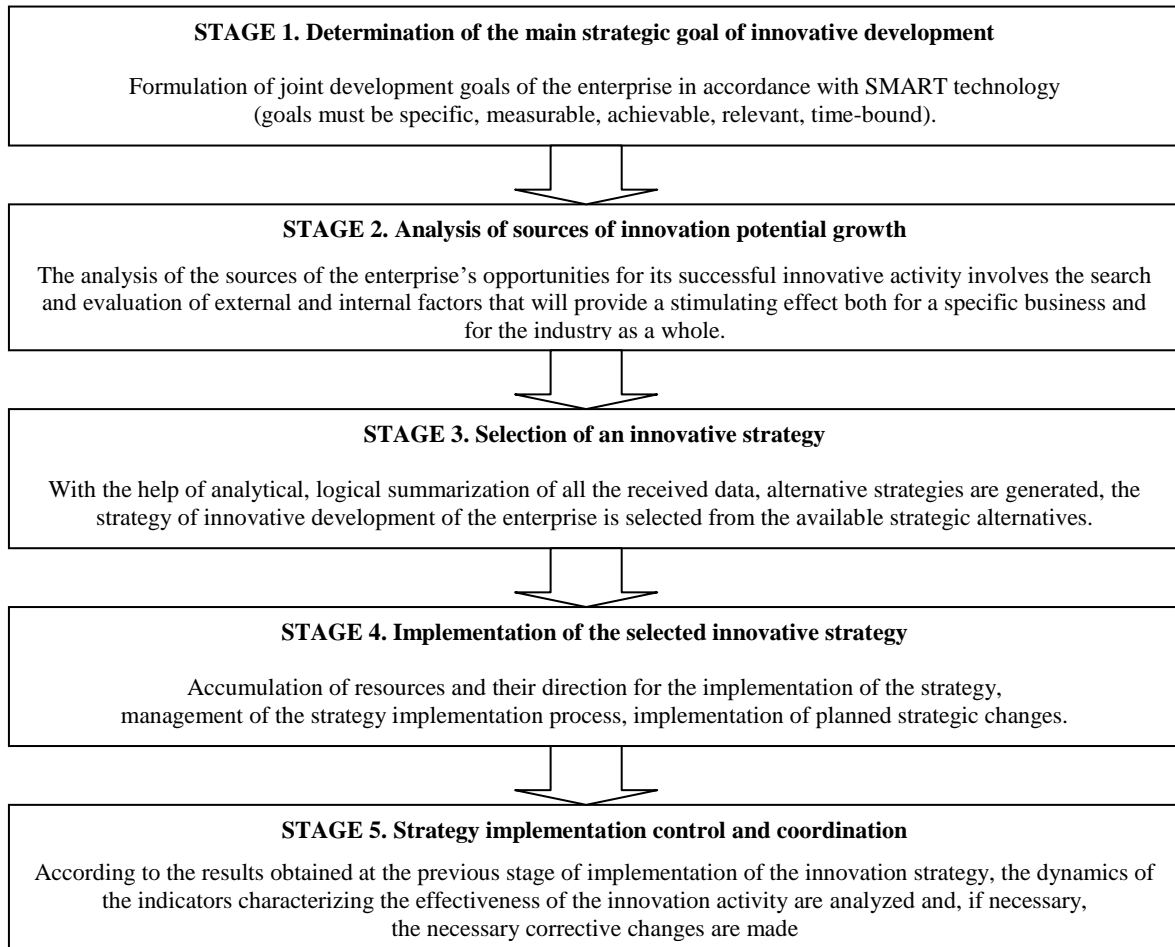 STAGE 1. Determination of the main strategic goal of innovative development
Formulation of joint development goals of the enterprise in accordance with SMART technology
(goals must be specific, measurable, achievable, relevant, time-bound).
STAGE 2. Analysis of sources of innovation potential growth
The analysis of the sources of the enterprise’s opportunities for its successful innovative activity involves the search
and evaluation of external and internal factors that will provide a stimulating effect both for a specific business and
for the industry as a whole.
STAGE 3. Selection of an innovative strategy
With the help of analytical, logical summarization of all the received data, alternative strategies are generated, the
strategy of innovative development of the enterprise is selected from the available strategic alternatives.
STAGE 4. Implementation of the selected innovative strategy
Accumulation of resources and their direction for the implementation of the strategy,
management of the strategy implementation process, implementation of planned strategic changes.
STAGE 5. Strategy implementation control and coordination
According to the results obtained at the previous stage of implementation of the innovation strategy, the dynamics of
the indicators characterizing the effectiveness of the innovation activity are analyzed and, if necessary,
the necessary corrective changes are made